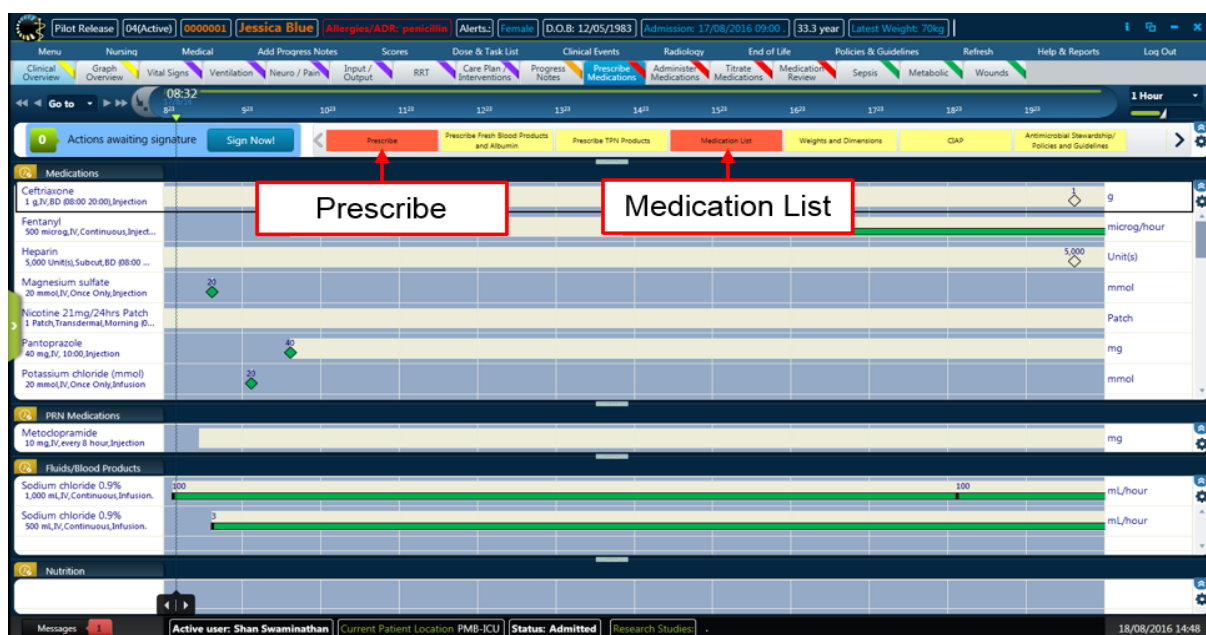 Pilot Release 04(Active) 0000001 Jessica Blue Allergies/ADR: penicillin Alerts.: Female D.O.B: 12/05/1983 Admission: 17/08/2016 09:00 . 33.3 year Latest Weight: 70kg
Menu Nursing Medical Add Progress Notes Scores Dose & Task List Clinical Events Radiology End of Life Policies & Guidelines Refresh Help & Reports Log Out
Clinical Overview Graph Overview Vital Signs Ventilation Neuro / Pain Input / Output RRT Care Plan / Interventions Progress Notes Prescribe Medications Administer Medications Titrate Medications Medication Review Sepsis Metabolic Wounds
Go to 08:32 1 Hour
8²³ 9²³ 10²³ 11²³ 12²³ 13²³ 14²³ 15²³ 16²³ 17²³ 18²³ 19²³
0 Actions awaiting signature Sign Now! Prescribe Prescribe Fresh Blood Products and Albumin Prescribe TPN Products Medication List Weights and Dimensions CIAP Antimicrobial Stewardship/ Policies and Guidelines
Medications
Prescribe
Medication List
Ceftriaxone
1 g,IV,BD (08:00 20:00),Injection 1 g
Fentanyl
500 microg,IV,Continuous,Inject... microg/hour
Heparin
5,000 Unit(s),Subcut,BD (08:00 ... 5,000 Unit(s)
Magnesium sulfate
20 mmol,IV,Once Only,Injection 20 mmol
Nicotine 21mg/24hrs Patch
1 Patch,Transdermal,Morning (0... Patch
Pantoprazole
40 mg,IV, 10:00,Injection 40 mg
Potassium chloride (mmol)
20 mmol,IV,Once Only,Infusion 20 mmol
PRN Medications
Metoclopramide
10 mg,IV,every 8 hour,Injection mg
Fluids/Blood Products
Sodium chloride 0.9%
1,000 mL,IV,Continuous,Infusion. 100 100 mL/hour
Sodium chloride 0.9%
500 mL,IV,Continuous,Infusion. 3 mL/hour
Nutrition
Messages 1 Active user: Shan Swaminathan Current Patient Location PMB-ICU Status: Admitted Research Studies: . 18/08/2016 14:48